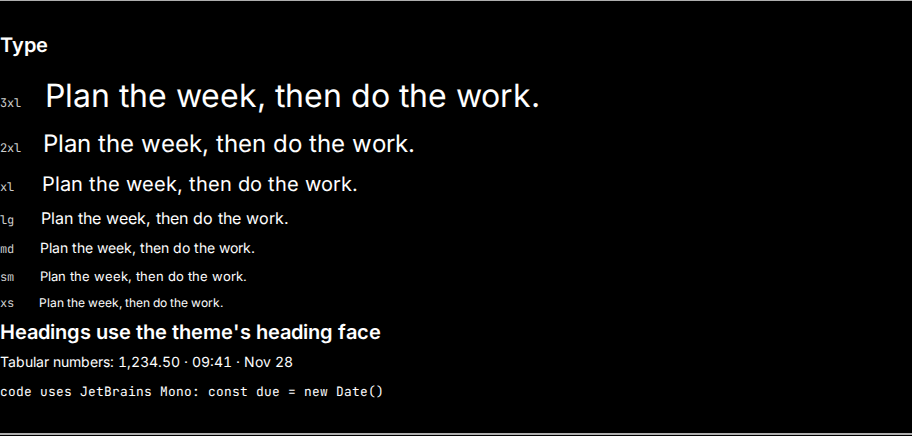 Type
3xl Plan the week, then do the work.
2xl Plan the week, then do the work.
xl Plan the week, then do the work.
lg Plan the week, then do the work.
md Plan the week, then do the work.
sm Plan the week, then do the work.
xs Plan the week, then do the work.
Headings use the theme's heading face
Tabular numbers: 1,234.50 · 09:41 · Nov 28
code uses JetBrains Mono: const due = new Date()